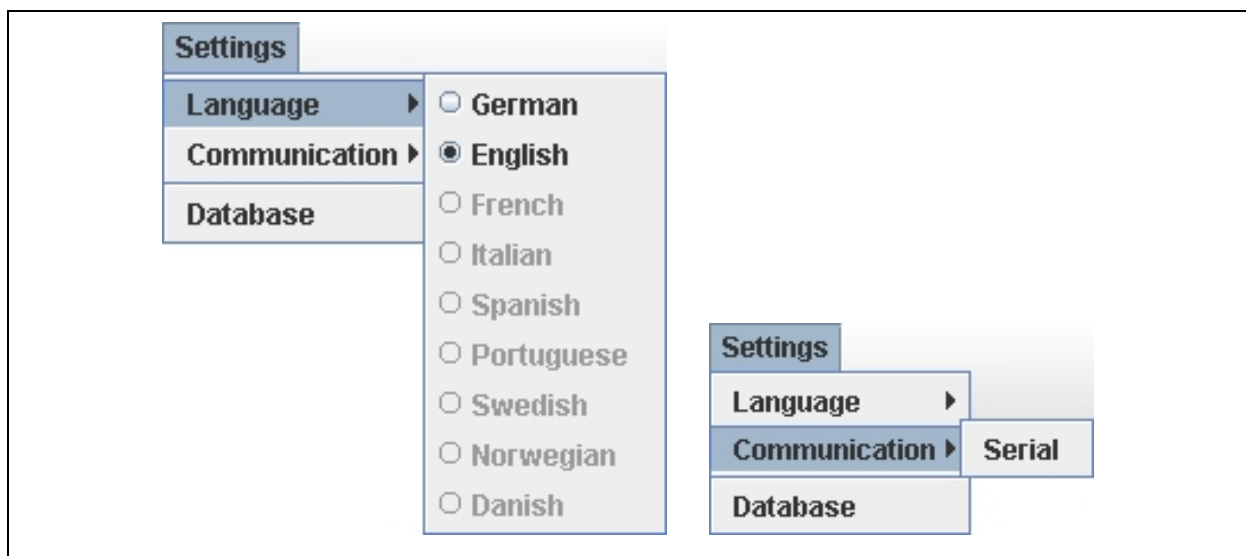 Settings
Language
Communication
Database
German
English
French
Italian
Spanish
Portuguese
Swedish
Norwegian
Danish
Settings
Language
Communication
Database
Serial